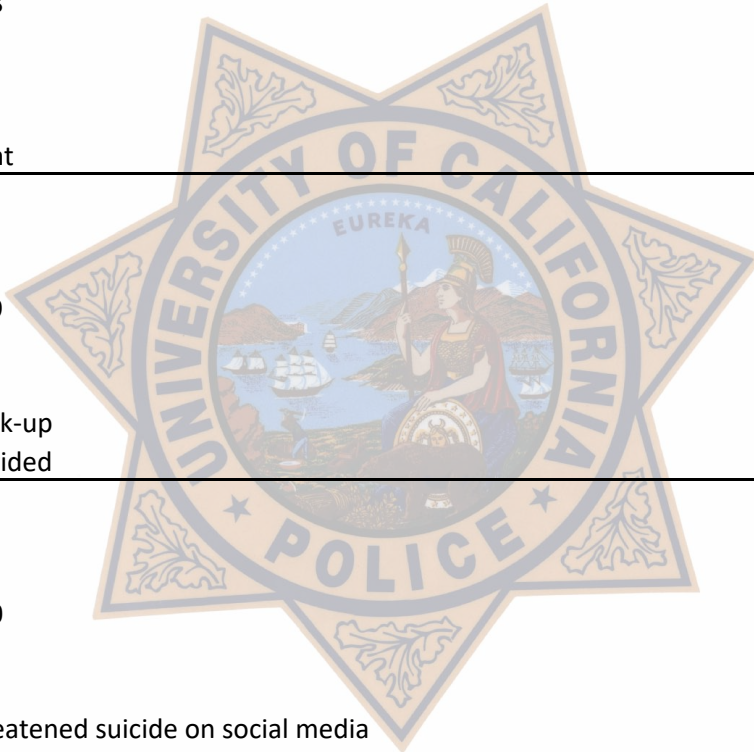 nt
UNIVERSITY OF CALIFORNIA
EUREKA
k-up
ided
POLICE
eatened suicide on social media